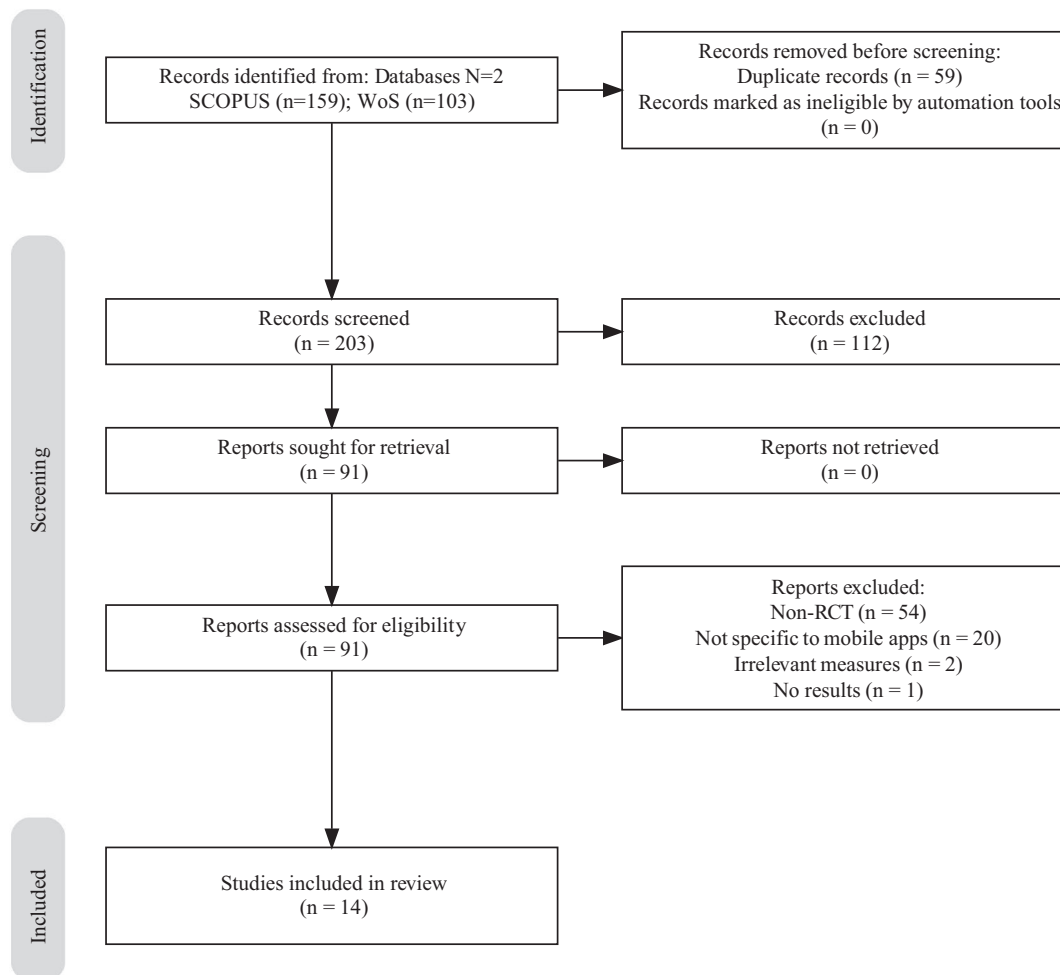 Identification
Records identified from: Databases N=2
SCOPUS (n=159); WoS (n=103)
Records removed before screening:
Duplicate records (n = 59)
Records marked as ineligible by automation tools
(n = 0)
Screening
Records screened
(n = 203)
Records excluded
(n = 112)
Reports sought for retrieval
(n = 91)
Reports not retrieved
(n = 0)
Reports assessed for eligibility
(n = 91)
Reports excluded:
Non-RCT (n = 54)
Not specific to mobile apps (n = 20)
Irrelevant measures (n = 2)
No results (n = 1)
Included
Studies included in review
(n = 14)